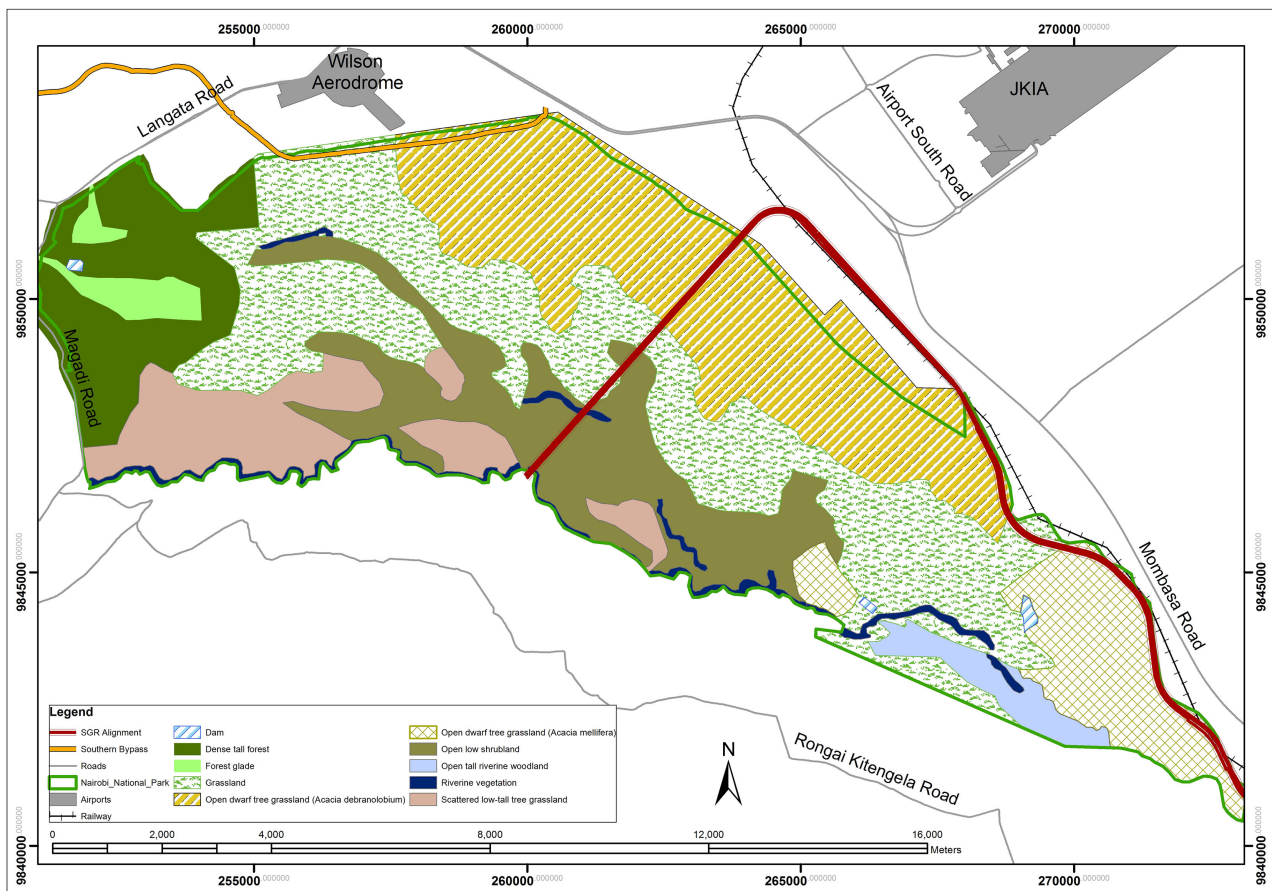 255000.000000
260000.000000
265000.000000
270000.000000
Wilson
Aerodrome
JKIA
Langata Road
Airport South Road
9850000.000000
9850000.000000
Magadi Road
9845000.000000
9845000.000000
Mombasa Road
Rongai Kitengela Road
N
Legend
SGR Alignment
Southern Bypass
Roads
Nairobi_National_Park
Airports
Railway
Dam
Dense tall forest
Forest glade
Grassland
Open dwarf tree grassland (Acacia debranolobium)
Open dwarf tree grassland (Acacia mellifera)
Open low shrubland
Open tall riverine woodland
Riverine vegetation
Scattered low-tall tree grassland
0 2,000 4,000 8,000 12,000 16,000
Meters
9840000.000000
9840000.000000
255000.000000
260000.000000
265000.000000
270000.000000